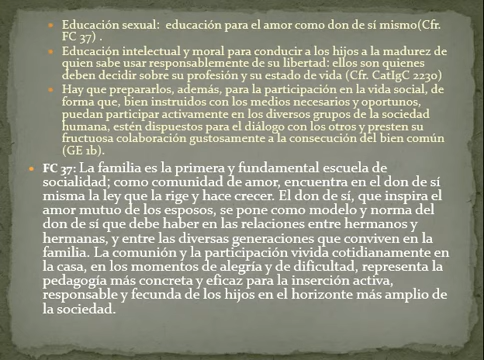 • Educación sexual:  educación para el amor como don de sí mismo(Cfr.
FC 37) .
• Educación intelectual y moral para conducir a los hijos a la madurez de
quien sabe usar responsablemente de su libertad: ellos son quienes
deben decidir sobre su profesión y su estado de vida (Cfr. CatIgC 2230)
• Hay que prepararlos, además, para la participación en la vida social, de
forma que, bien instruidos con los medios necesarios y oportunos,
puedan participar activamente en los diversos grupos de la sociedad
humana, estén dispuestos para el diálogo con los otros y presten su
fructuosa colaboración gustosamente a la consecución del bien común
(GE 1b).
• FC 37: La familia es la primera y fundamental escuela de
socialidad; como comunidad de amor, encuentra en el don de sí
misma la ley que la rige y hace crecer. El don de sí, que inspira el
amor mutuo de los esposos, se pone como modelo y norma del
don de sí que debe haber en las relaciones entre hermanos y
hermanas, y entre las diversas generaciones que conviven en la
familia. La comunión y la participación vivida cotidianamente en
la casa, en los momentos de alegría y de dificultad, representa la
pedagogía más concreta y eficaz para la inserción activa,
responsable y fecunda de los hijos en el horizonte más amplio de
la sociedad.